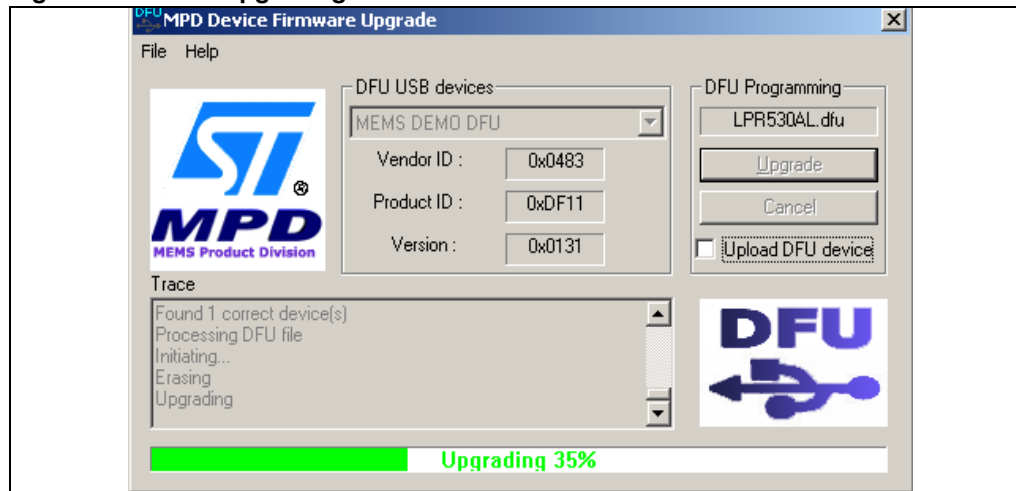 DFU MPD Device Firmware Upgrade
File Help
DFU USB devices
MEMS DEMO DFU
Vendor ID : 0x0483
Product ID : 0xDF11
Version : 0x0131
DFU Programming
LPR530AL.dfu
Upgrade
Cancel
Upload DFU device
ST ®
MPD
MEMS Product Division
Trace
Found 1 correct device(s)
Processing DFU file
Initiating...
Erasing
Upgrading
DFU
Upgrading 35%